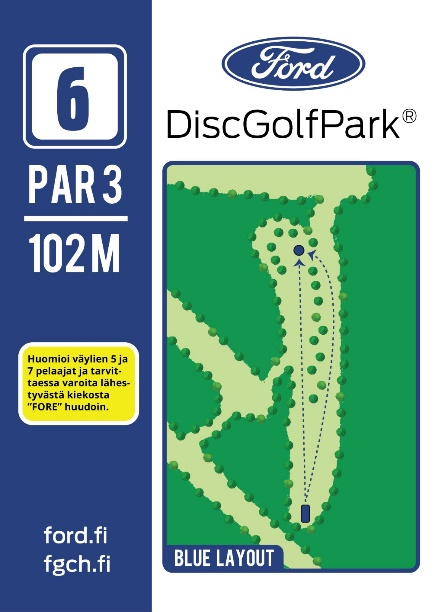 6
PAR 3
102 M
Huomioi väylien 5 ja
7 pelaajat ja tarvit-
taessa varoita lähes-
tyvästä kiekosta
”FORE” huudoin.
ford.fi
fgch.fi
Ford
DiscGolfPark®
BLUE LAYOUT